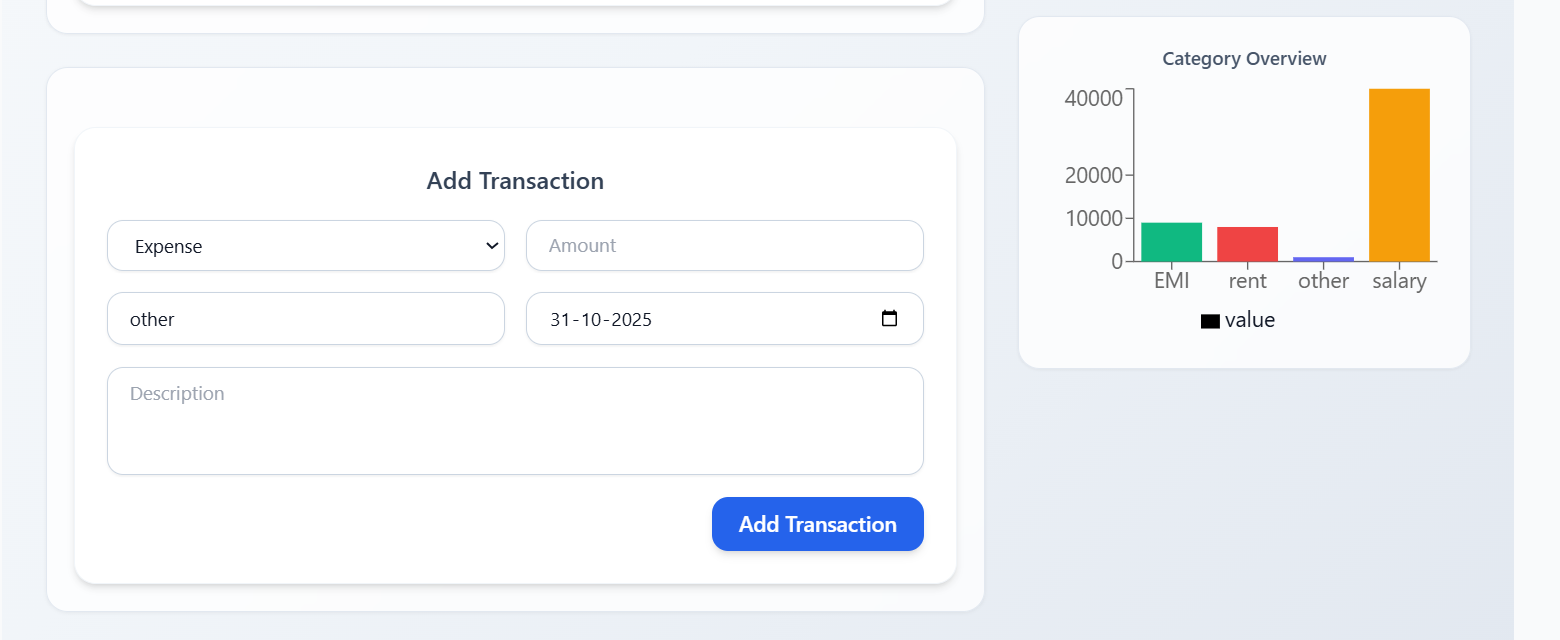 Add Transaction
Expense
Amount
other
31-10-2025
Description
Add Transaction
Category Overview
40000
20000
10000
0
EMI rent other salary
value